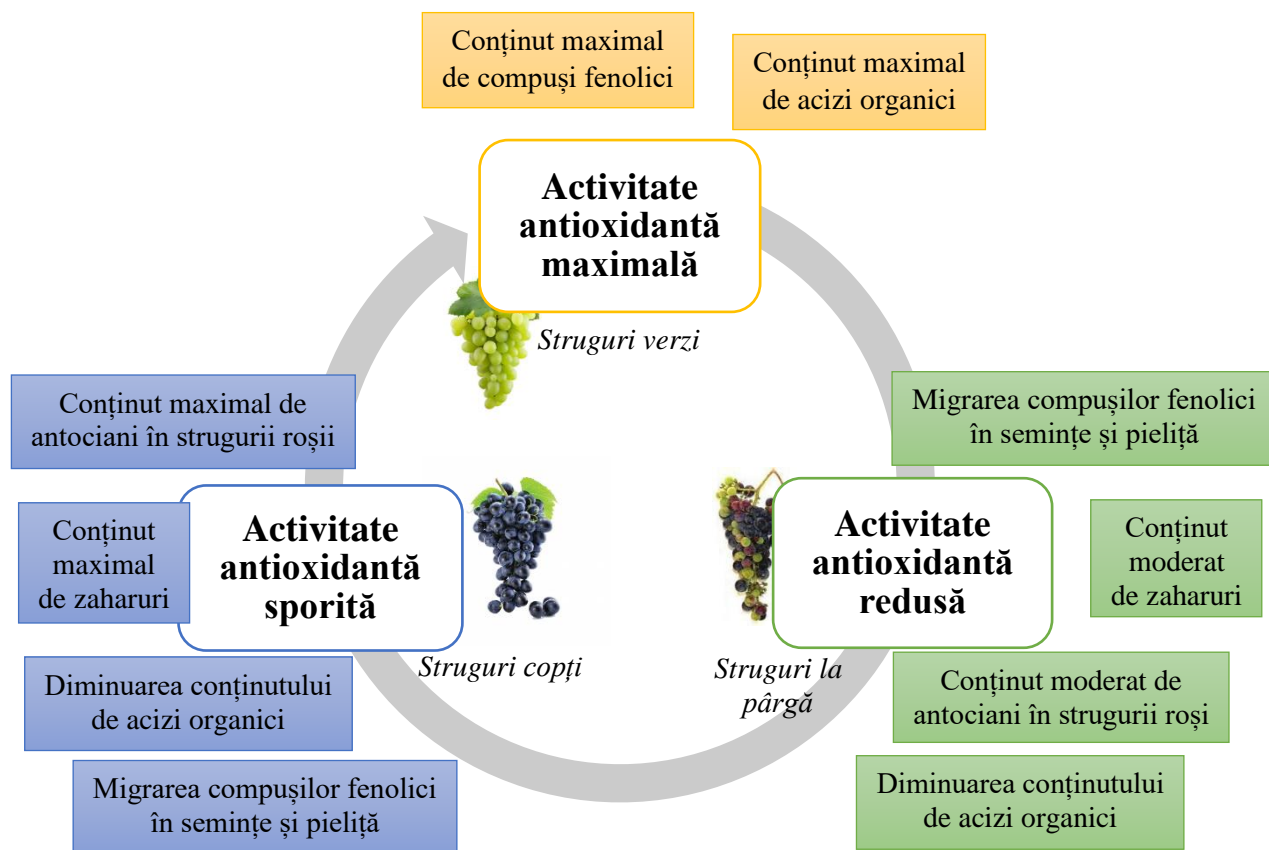 Conținut maximal
de compuși fenolici
Conținut maximal
de acizi organici
Activitate
antioxidantă
maximală
Struguri verzi
Migrarea compușilor fenolici
în semințe și pieliță
Conținut
moderat
de zaharuri
Activitate
antioxidantă
redusă
Struguri la
pârgă
Conținut moderat de
antociani în strugurii roși
Diminuarea conținutului
de acizi organici
Conținut maximal de
antociani în strugurii roșii
Conținut
maximal
de zaharuri
Activitate
antioxidantă
sporită
Struguri copți
Diminuarea conținutului
de acizi organici
Migrarea compușilor fenolici
în semințe și pieliță